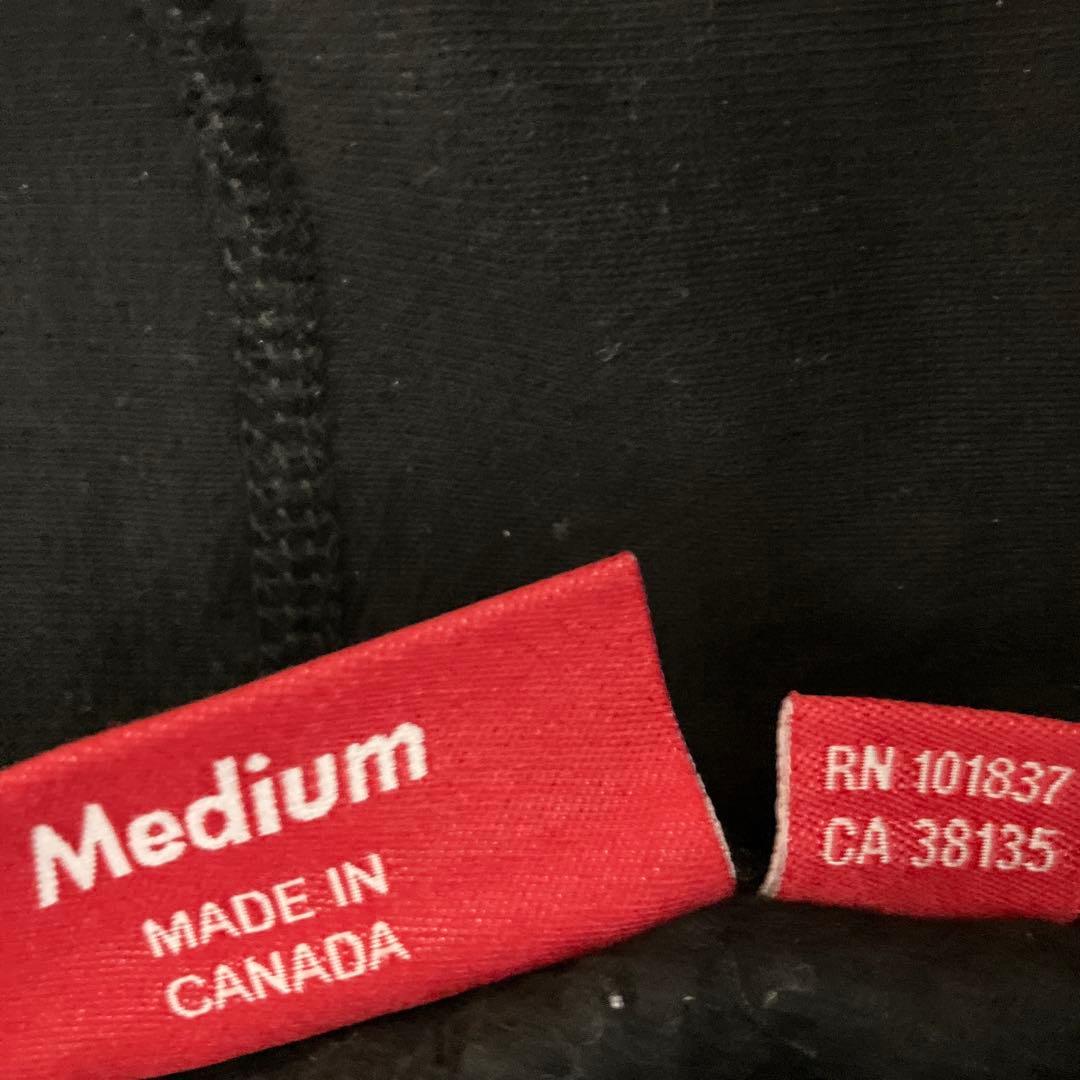 Medium
MADE IN
CANADA
RN 101837
CA 38135